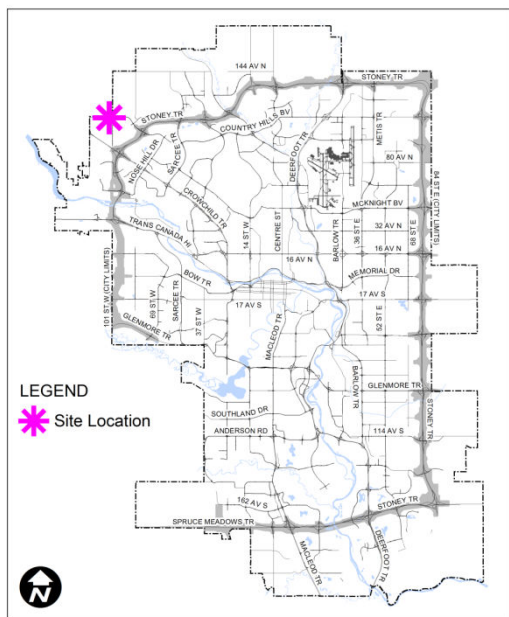 144 AV N
STONEY TR
STONEY TR
COUNTRY HILLS BV
SARCEE TR
NOSE HILL DR
DEERFOOT TR
METIS TR
80 AV N
CROWCHILD TR
MCKNIGHT BV
84 ST E (CITY LIMITS)
TRANS CANADA HI
14 ST W
CENTRE ST
BARLOW TR
36 ST E
32 AV N
68 ST E
16 AV N
16 AV N
MEMORIAL DR
BOW TR
101 ST W (CITY LIMITS)
69 ST W
SARCEE TR
37 ST W
17 AV S
17 AV S
52 ST E
GLENMORE TR
MACLEOD TR
BARLOW TR
GLENMORE TR
LEGEND
Site Location
SOUTHLAND DR
ANDERSON RD
114 AV S
STONEY TR
162 AV S
STONEY TR
SPRUCE MEADOWS TR
MACLEOD TR
DEERFOOT TR
N